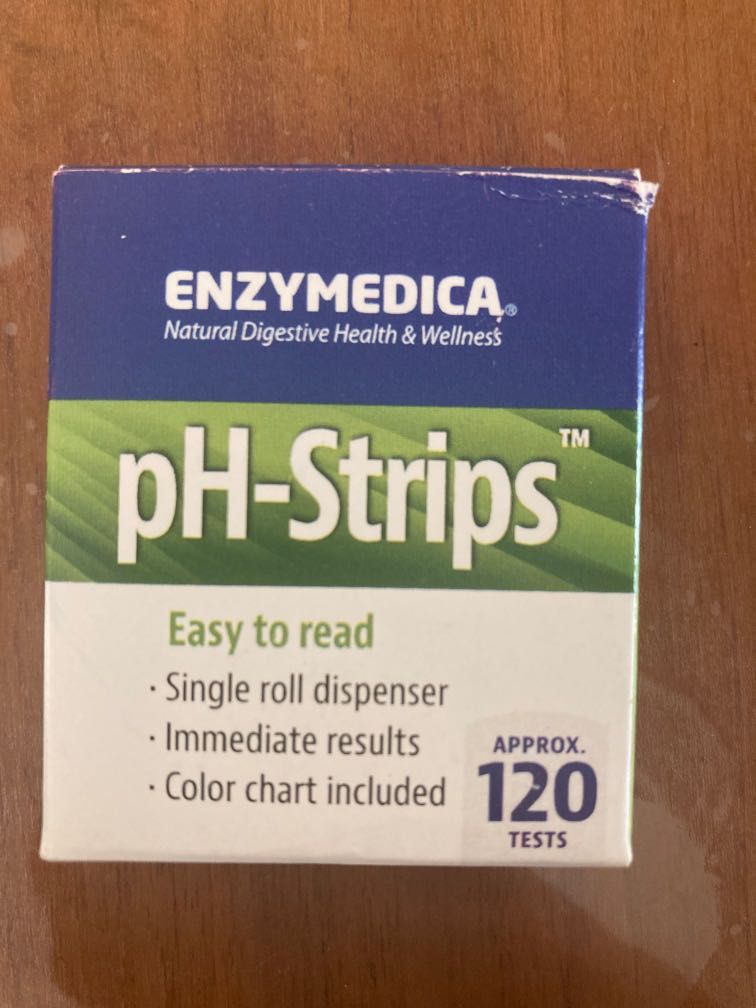 ENZYMEDICA®
Natural Digestive Health & Wellness
pH-Strips™
Easy to read
· Single roll dispenser
· Immediate results
· Color chart included
APPROX.
120
TESTS